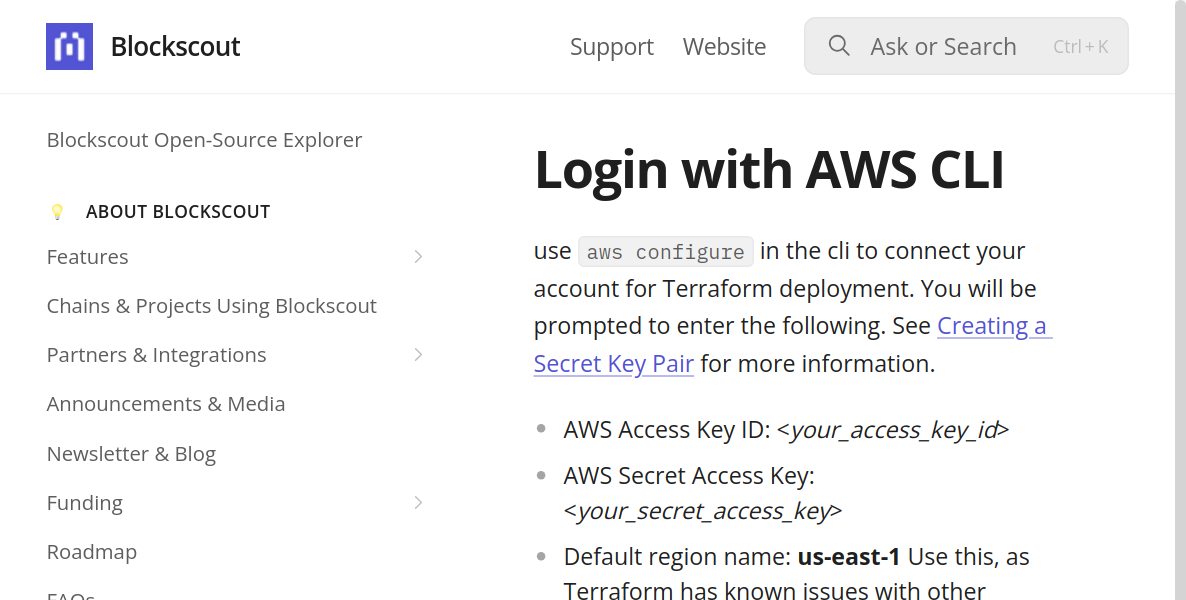 Blockscout
Support
Website
Ask or Search
Ctrl + K
Blockscout Open-Source Explorer
ABOUT BLOCKSCOUT
Features
Chains & Projects Using Blockscout
Partners & Integrations
Announcements & Media
Newsletter & Blog
Funding
Roadmap
FAQs
Login with AWS CLI
use aws configure in the cli to connect your
account for Terraform deployment. You will be
prompted to enter the following. See Creating a
Secret Key Pair for more information.
AWS Access Key ID: <your_access_key_id>
AWS Secret Access Key:
<your_secret_access_key>
Default region name: us-east-1 Use this, as
Terraform has known issues with other